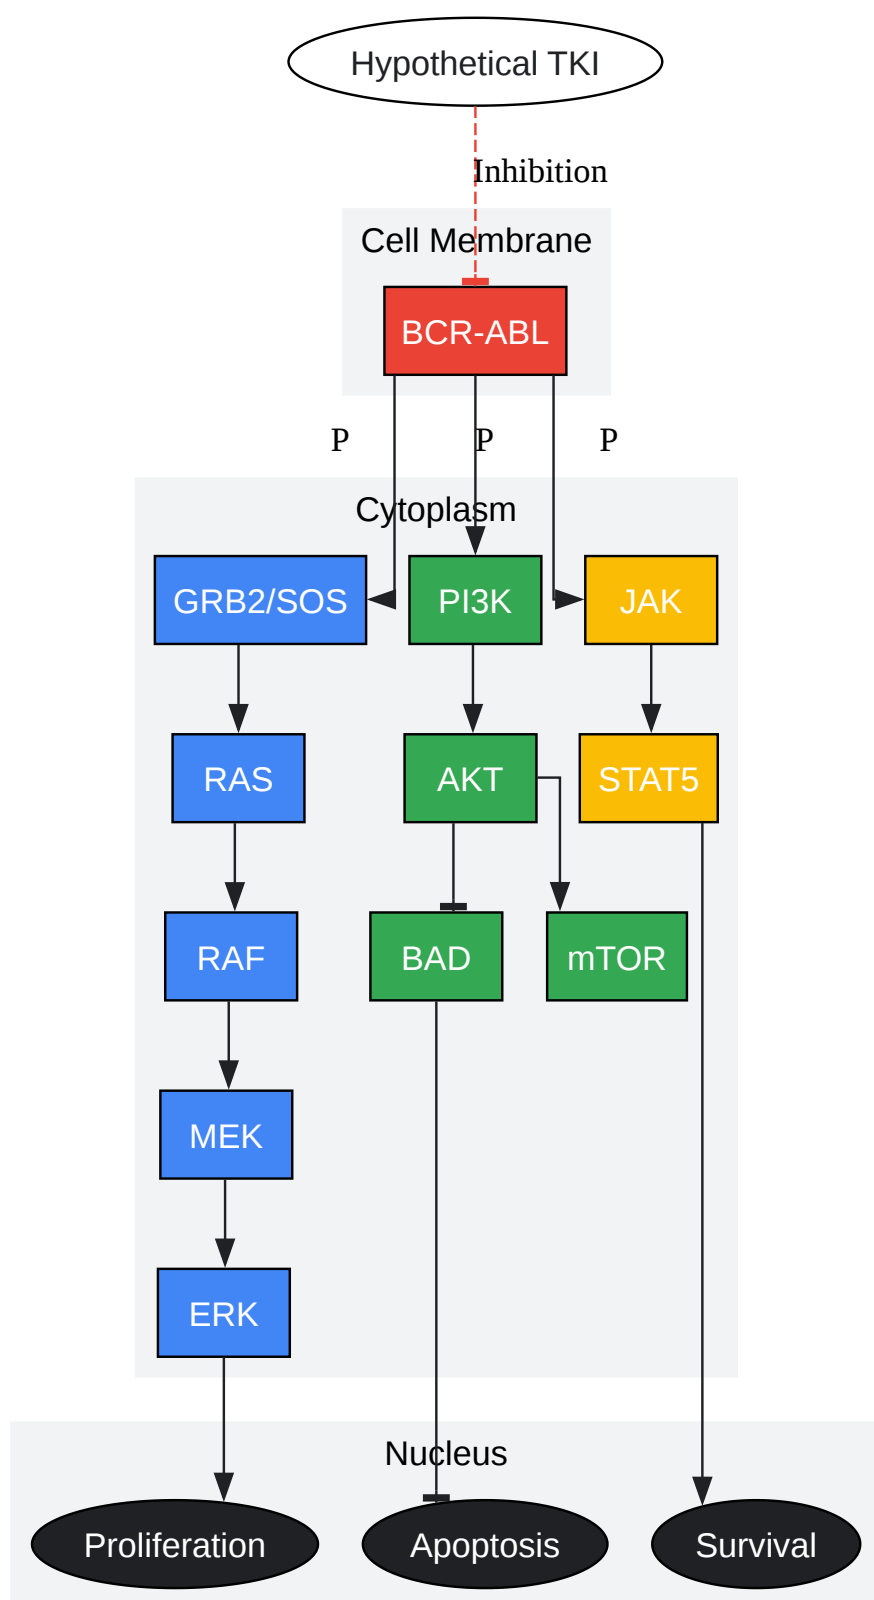 Hypothetical TKI
Inhibition
Cell Membrane
BCR-ABL
P
P
P
Cytoplasm
GRB2/SOS
PI3K
JAK
RAS
AKT
STAT5
RAF
BAD
mTOR
MEK
ERK
Nucleus
Proliferation
Apoptosis
Survival